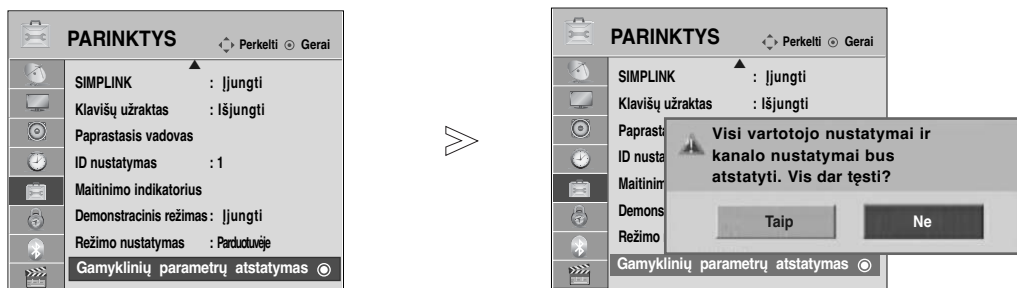 PARINKTYS Perkelti Gerai
SIMPLINK : Įjungti
Klavišų užraktas : Išjungti
Paprastasis vadovas
ID nustatymas : 1
Maitinimo indikatorius
Demonstracinis režimas : Įjungti
Režimo nustatymas : Parduotuvėje
Gamyklinių parametrų atstatymas
PARINKTYS Perkelti Gerai
SIMPLINK : Įjungti
Klavišų užraktas : Išjungti
Paprasta
ID nusta
Maitinim
Demons
Režimo
Gamyklinių parametrų atstatymas
Visi vartotojo nustatymai ir
kanalo nustatymai bus
atstatyti. Vis dar tęsti?
Taip Ne